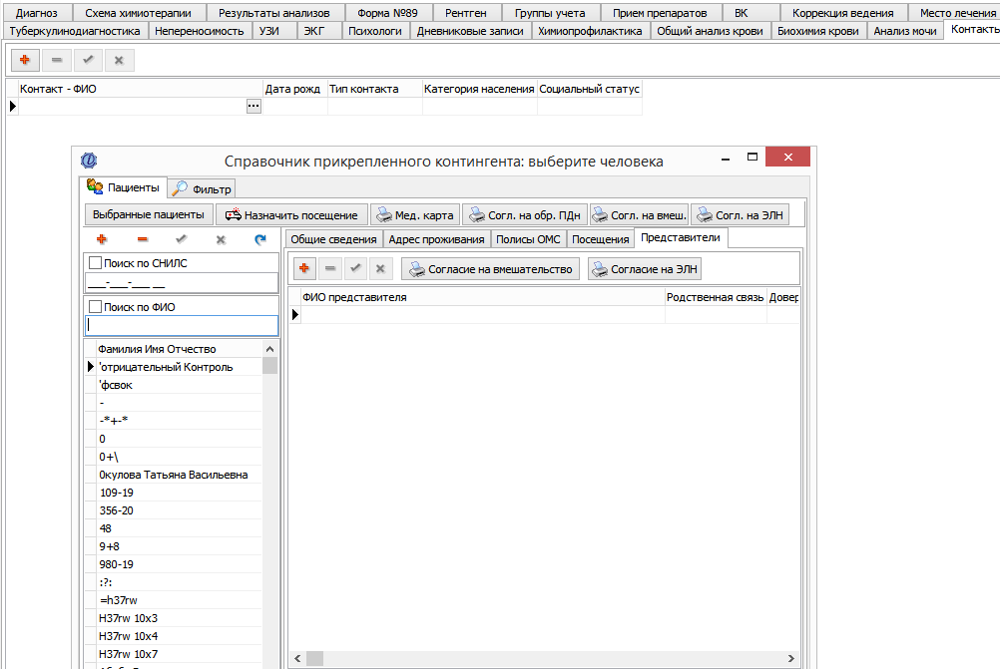 Диагноз Схема химиотерапии Результаты анализов Форма №89 Рентген Группы учета Прием препаратов ВК Коррекция ведения Место лечения
Туберкулинодиагностика Непереносимость УЗИ ЭКГ Психологи Дневниковые записи Химиопрофилактика Общий анализ крови Биохимия крови Анализ мочи Контакты
Контакт - ФИО Дата рожд Тип контакта Категория населения Социальный статус
Справочник прикрепленного контингента: выберите человека
Пациенты Фильтр
Выбранные пациенты Назначить посещение Мед. карта Согл. на обр. ПДн Согл. на вмеш. Согл. на ЭЛН
Общие сведения Адрес проживания Полисы ОМС Посещения Представители
Поиск по СНИЛС
Согласие на вмешательство Согласие на ЭЛН
___-___-___ __
ФИО представителя Родственная связь Довер
Поиск по ФИО
Фамилия Имя Отчество
'отрицательный Контроль
'фсвок
-
-*+-*
0
0+\
0кулова Татьяна Васильевна
109-19
356-20
48
9+8
980-19
:?:
=h37rw
H37rw 10x3
H37rw 10x4
H37rw 10x7